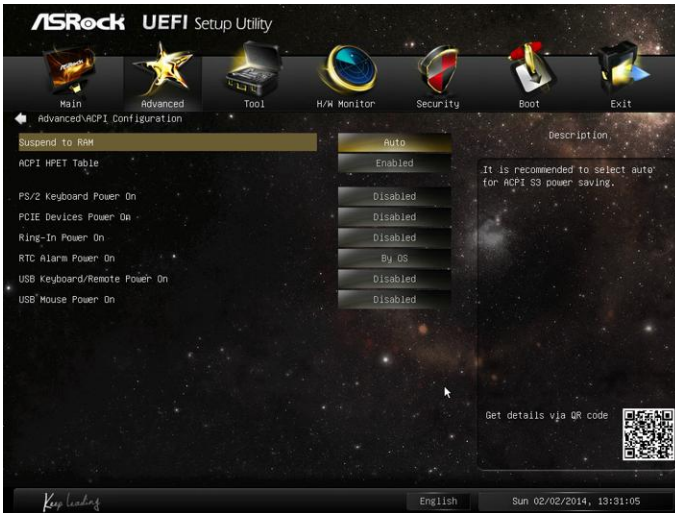 ASRock UEFI Setup Utility
Main Advanced Tool H/W Monitor Security Boot Exit
Advanced\ACPI Configuration
Description
Suspend to RAM Auto
It is recommended to select auto
for ACPI S3 power saving.
ACPI HPET Table Enabled
PS/2 Keyboard Power On Disabled
PCIE Devices Power On Disabled
Ring-In Power On Disabled
RTC Alarm Power On By OS
USB Keyboard/Remote Power On Disabled
USB Mouse Power On Disabled
Get details via QR code
Keep leading
English
Sun 02/02/2014, 13:31:05